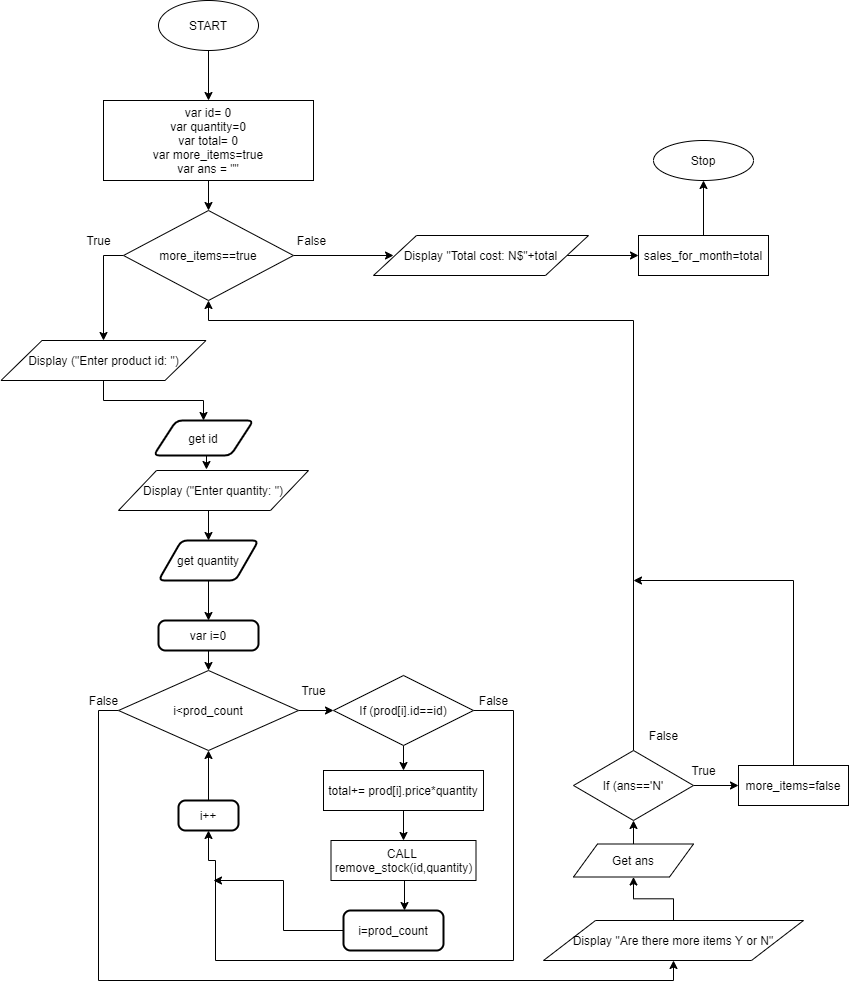 START
var id= 0
var quantity=0
var total= 0
var more_items=true
var ans = ""
Stop
True
more_items==true
False
Display "Total cost: N$"+total
sales_for_month=total
Display ("Enter product id: ")
get id
Display ("Enter quantity: ")
get quantity
var i=0
False
i<prod_count
True
If (prod[i].id==id)
False
total+= prod[i].price*quantity
i++
CALL
remove_stock(id,quantity)
i=prod_count
False
If (ans=='N'
True
more_items=false
Get ans
Display "Are there more items Y or N"